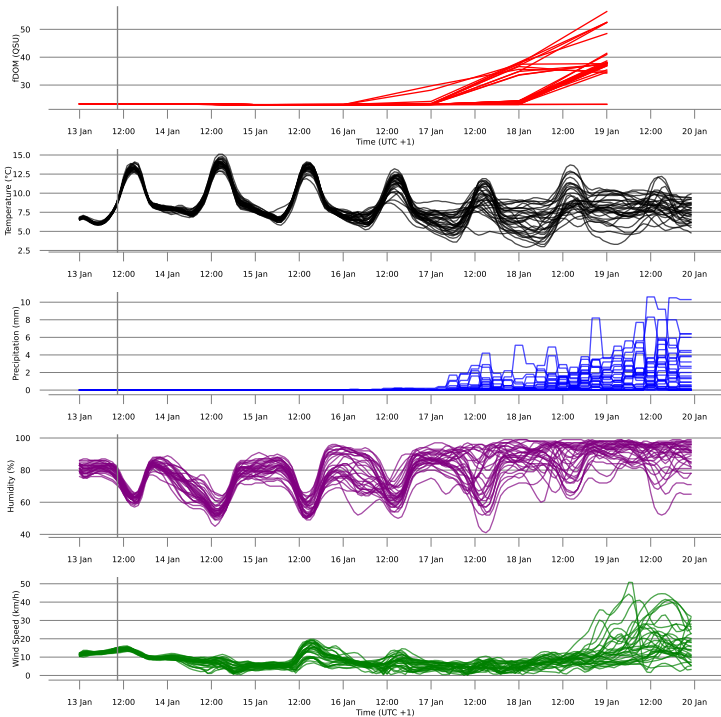 fDOM (QSU)
50
40
30
13 Jan 12:00 14 Jan 12:00 15 Jan 12:00 16 Jan 12:00 17 Jan 12:00 18 Jan 12:00 19 Jan 12:00 20 Jan
Time (UTC +1)
Temperature (°C)
15.0
12.5
10.0
7.5
5.0
2.5
13 Jan 12:00 14 Jan 12:00 15 Jan 12:00 16 Jan 12:00 17 Jan 12:00 18 Jan 12:00 19 Jan 12:00 20 Jan
Precipitation (mm)
10
8
6
4
2
0
13 Jan 12:00 14 Jan 12:00 15 Jan 12:00 16 Jan 12:00 17 Jan 12:00 18 Jan 12:00 19 Jan 12:00 20 Jan
Humidity (%)
100
80
60
40
13 Jan 12:00 14 Jan 12:00 15 Jan 12:00 16 Jan 12:00 17 Jan 12:00 18 Jan 12:00 19 Jan 12:00 20 Jan
Wind Speed (km/h)
50
40
30
20
10
0
13 Jan 12:00 14 Jan 12:00 15 Jan 12:00 16 Jan 12:00 17 Jan 12:00 18 Jan 12:00 19 Jan 12:00 20 Jan
Time (UTC +1)